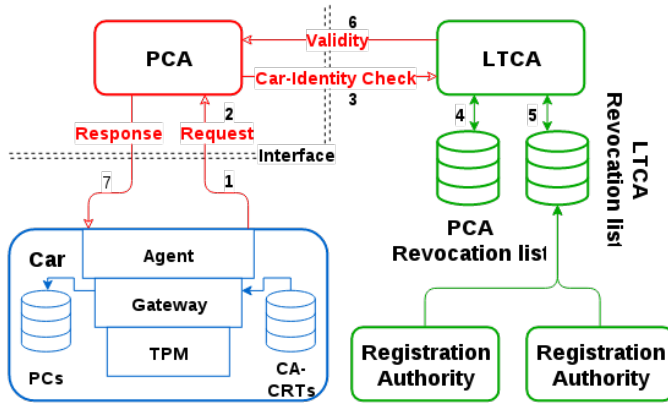 6
Validity
PCA
LTCA
Car-Identity Check
3
2
4
5
Response
Request
LTCA
Revocation list
Interface
7
1
PCA
Revocation list
Car
Agent
Gateway
TPM
PCs
CA-
CRTs
Registration
Authority
Registration
Authority